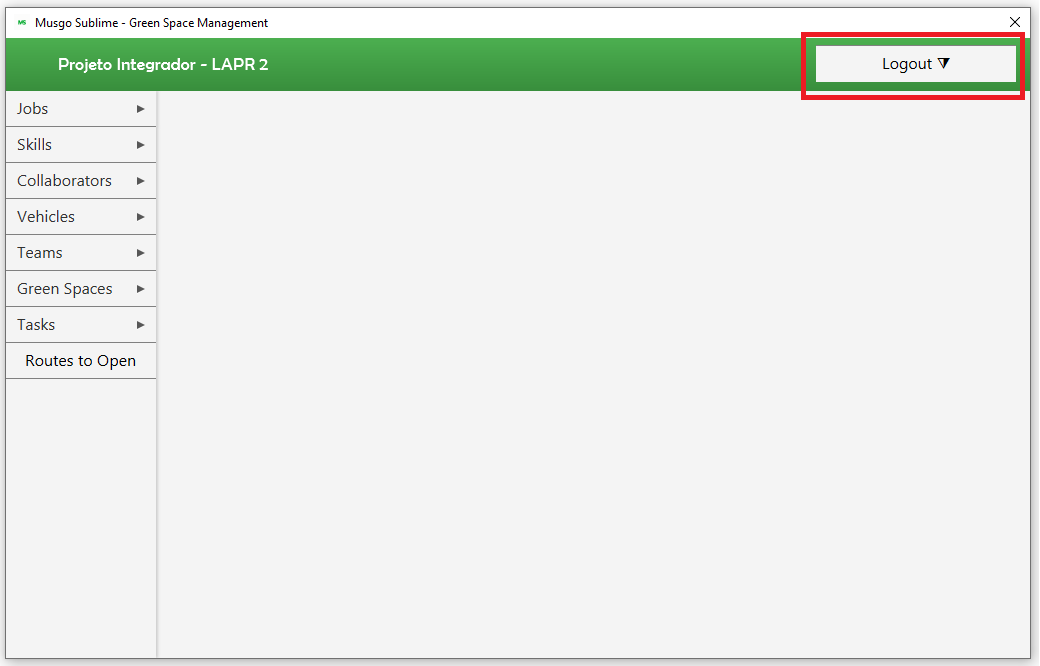 MS Musgo Sublime - Green Space Management
Projeto Integrador - LAPR 2
Logout
Jobs
Skills
Collaborators
Vehicles
Teams
Green Spaces
Tasks
Routes to Open